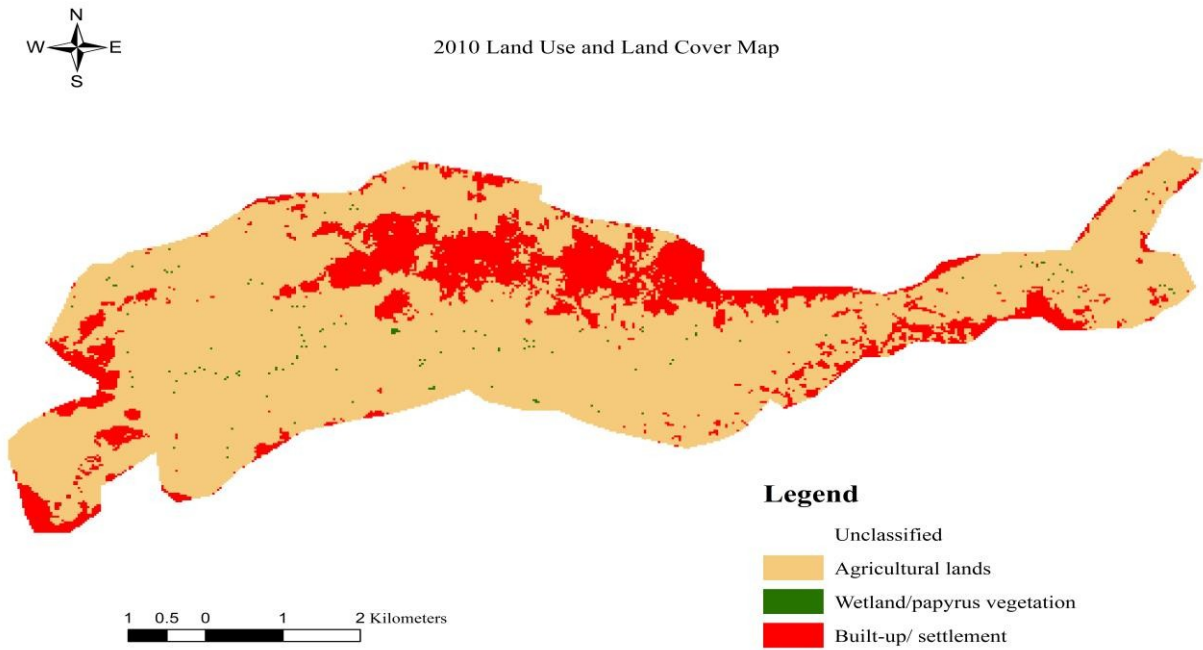 N
W E
S
2010 Land Use and Land Cover Map
Legend
Unclassified
Agricultural lands
Wetland/papyrus vegetation
Built-up/ settlement
1 0.5 0 1 2 Kilometers